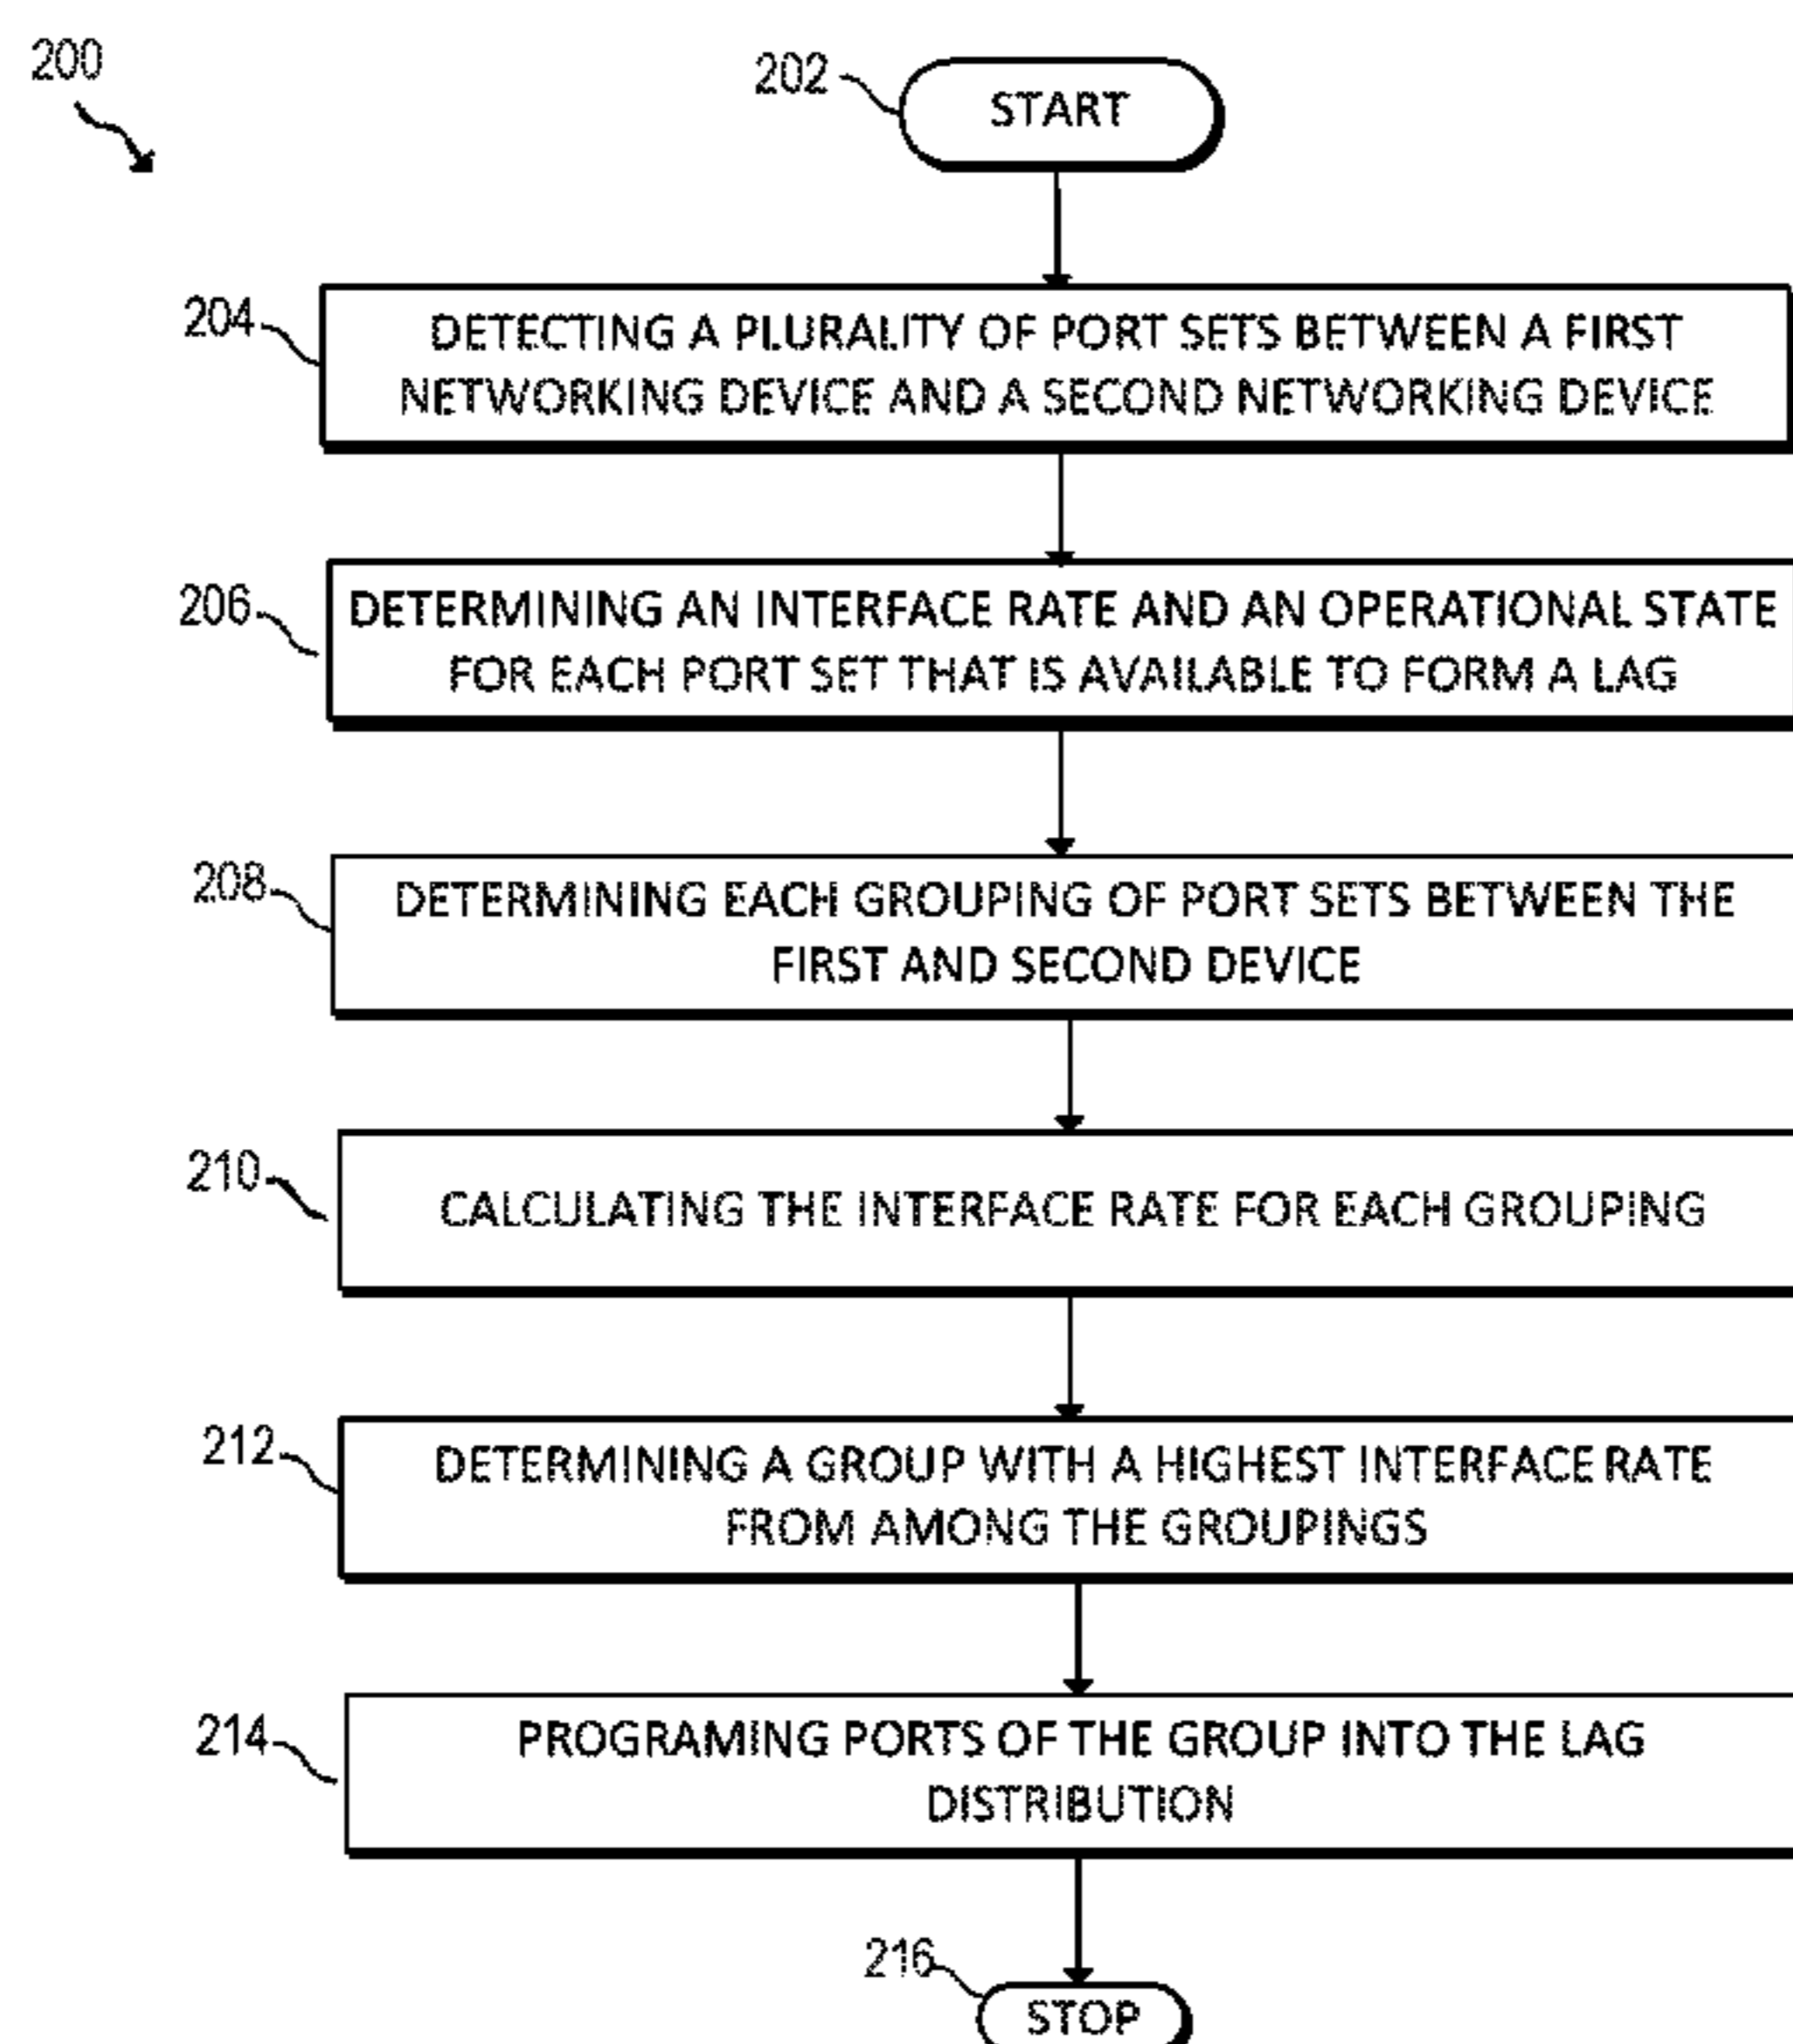 200
202
START
204
DETECTING A PLURALITY OF PORT SETS BETWEEN A FIRST
NETWORKING DEVICE AND A SECOND NETWORKING DEVICE
206
DETERMINING AN INTERFACE RATE AND AN OPERATIONAL STATE
FOR EACH PORT SET THAT IS AVAILABLE TO FORM A LAG
208
DETERMINING EACH GROUPING OF PORT SETS BETWEEN THE
FIRST AND SECOND DEVICE
210
CALCULATING THE INTERFACE RATE FOR EACH GROUPING
212
DETERMINING A GROUP WITH A HIGHEST INTERFACE RATE
FROM AMONG THE GROUPINGS
214
PROGRAMING PORTS OF THE GROUP INTO THE LAG
DISTRIBUTION
216
STOP